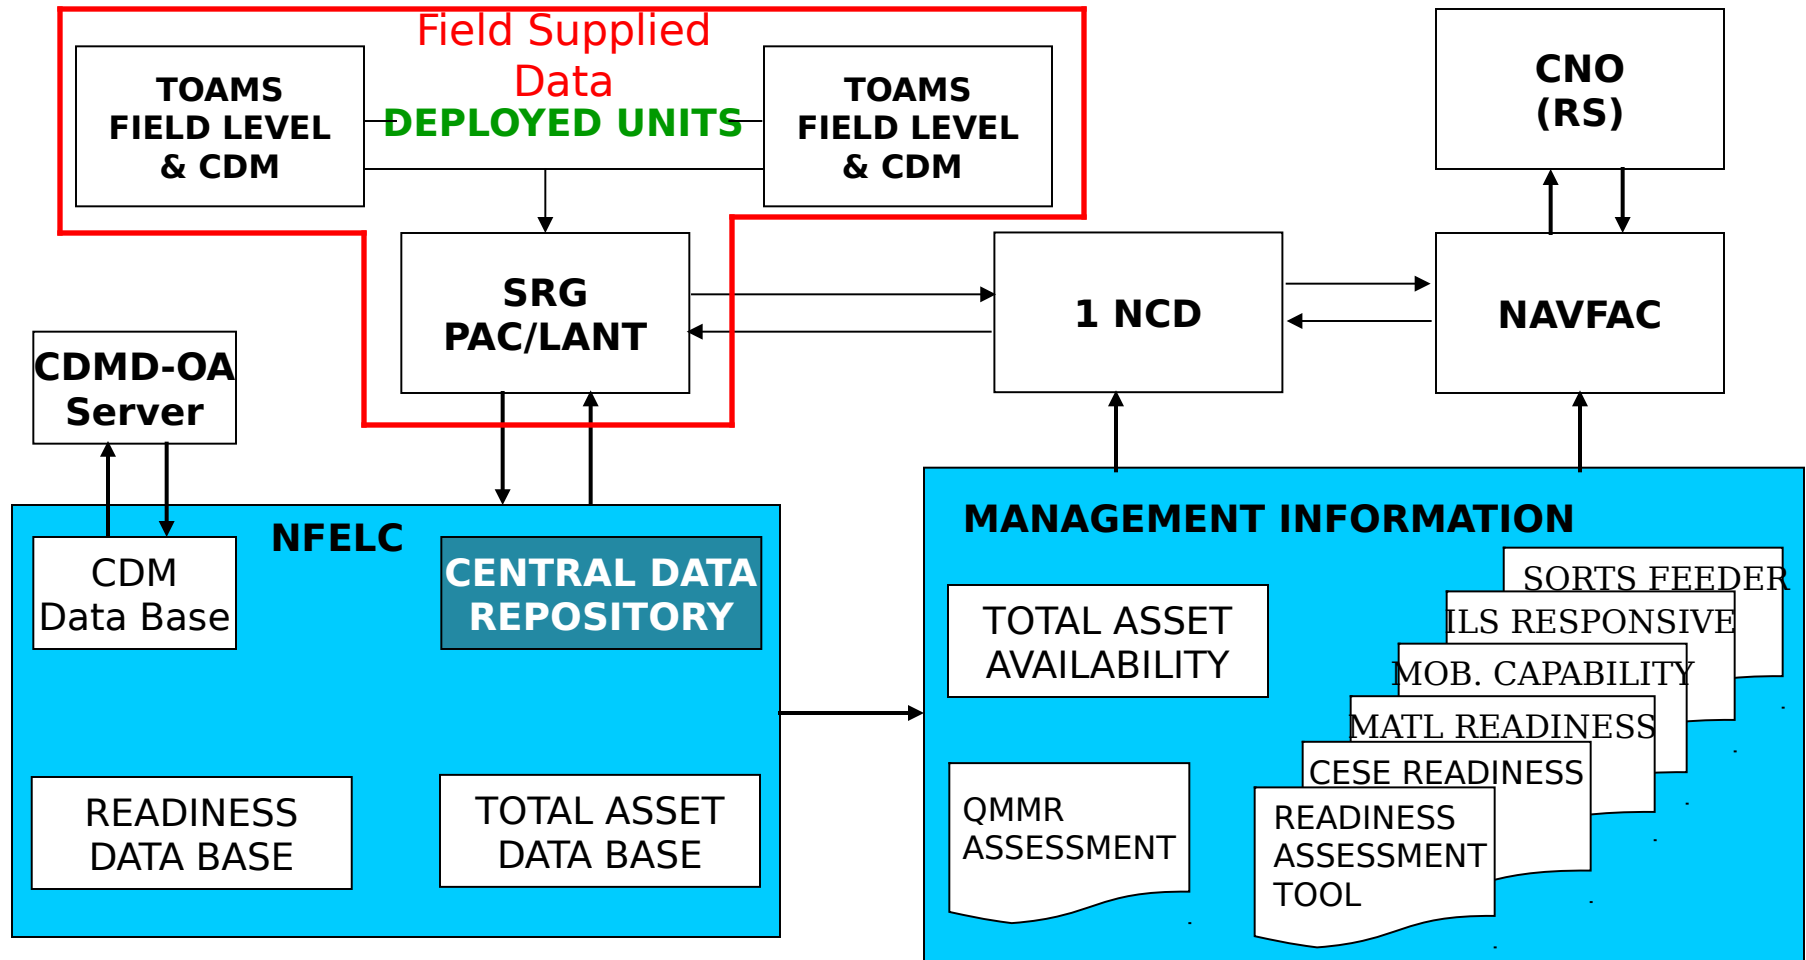 Field Supplied
Data
TOAMS
FIELD LEVEL
& CDM
DEPLOYED UNITS
TOAMS
FIELD LEVEL
& CDM
CNO
(RS)
SRG
PAC/LANT
1 NCD
NAVFAC
CDMD-OA
Server
NFELC
CDM
Data Base
CENTRAL DATA
REPOSITORY
READINESS
DATA BASE
TOTAL ASSET
DATA BASE
MANAGEMENT INFORMATION
TOTAL ASSET
AVAILABILITY
SORTS FEEDER
ILS RESPONSIVE
MOB. CAPABILITY
MATL READINESS
CESE READINESS
QMMR
ASSESSMENT
READINESS
ASSESSMENT
TOOL